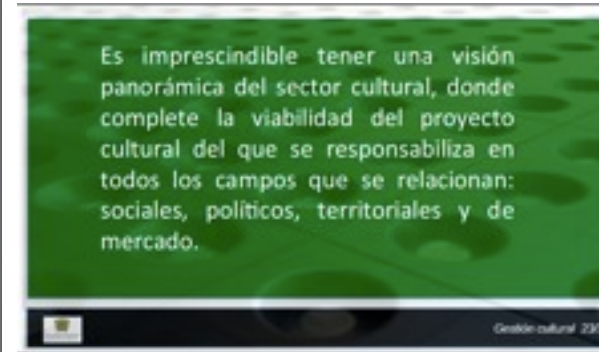 Es imprescindible tener una visión
panorámica del sector cultural, donde
complete la viabilidad del proyecto
cultural del que se responsabiliza en
todos los campos que se relacionan:
sociales, políticos, territoriales y de
mercado.
Gestión cultural